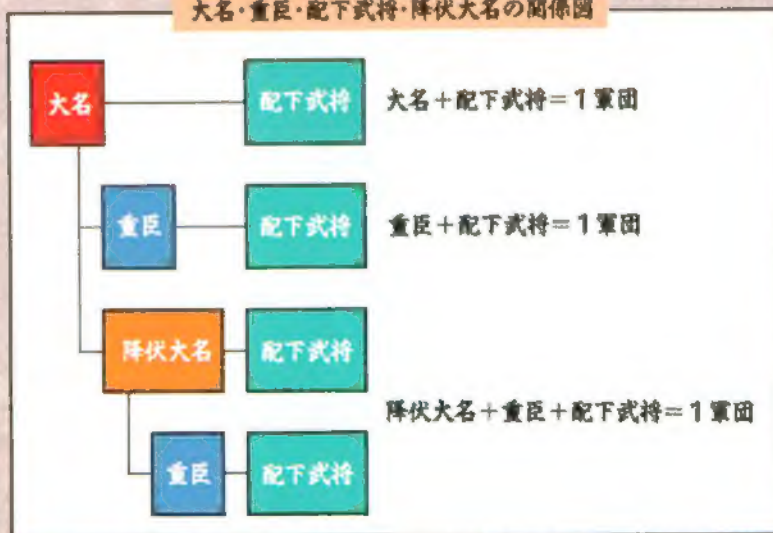 大名・重臣・配下武将・降伏大名の関係図
大名 配下武将 大名+配下武将=1軍団
重臣 配下武将 重臣+配下武将=1軍団
降伏大名 配下武将
降伏大名+重臣+配下武将=1軍団
重臣 配下武将